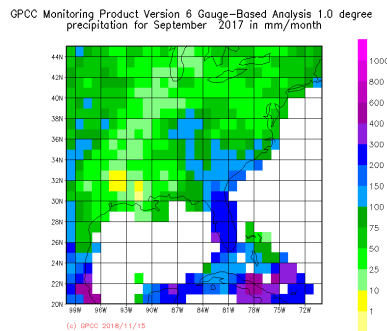 GPCC Monitoring Product Version 6 Gauge-Based Analysis 1.0 degree
precipitation for September 2017 in mm/month
44N
42N
40N
38N
36N
34N
32N
30N
28N
26N
24N
22N
20N
99W 96W 93W 90W 87W 84W 81W 78W 75W 72W
1000
800
600
400
300
200
150
100
75
50
25
10
1
(c) GPCC 2018/11/15